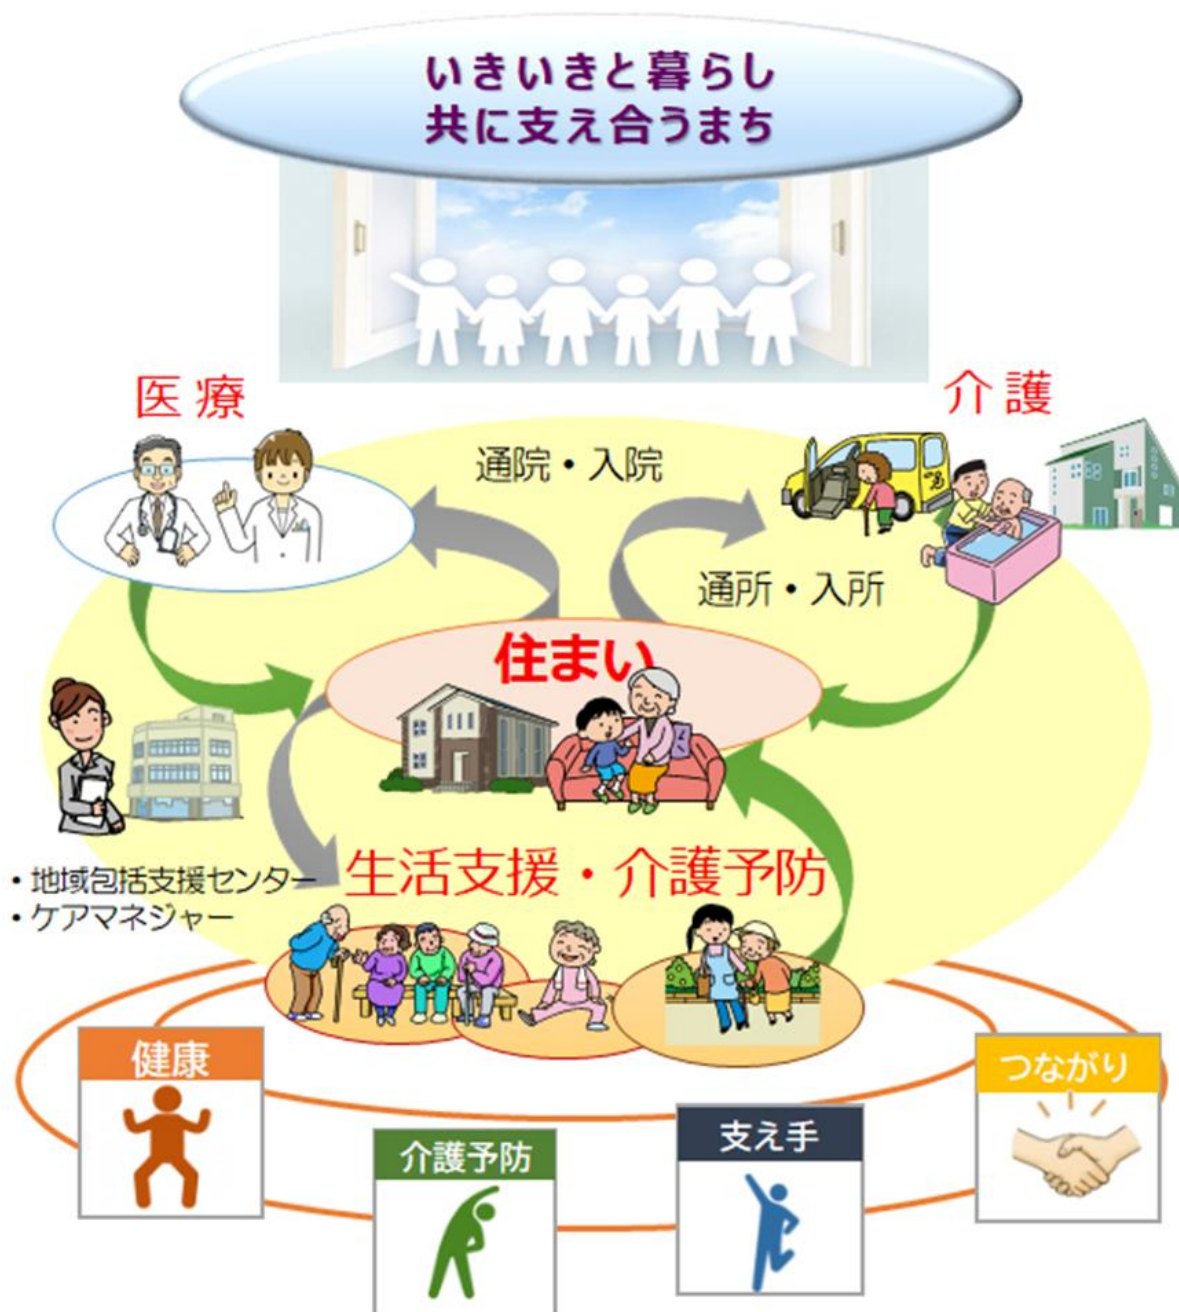 いきいきと暮らし
共に支え合うまち
医療
介護
通院・入院
通所・入所
住まい
・地域包括支援センター
・ケアマネジャー
生活支援・介護予防
健康
介護予防
支え手
つながり